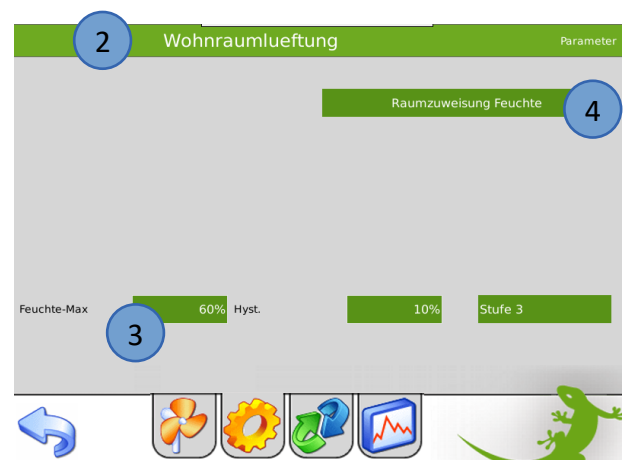 2
Wohnraumlueftung
Parameter
Raumzuweisung Feuchte
4
Feuchte-Max 60% Hyst. 10% Stufe 3
3